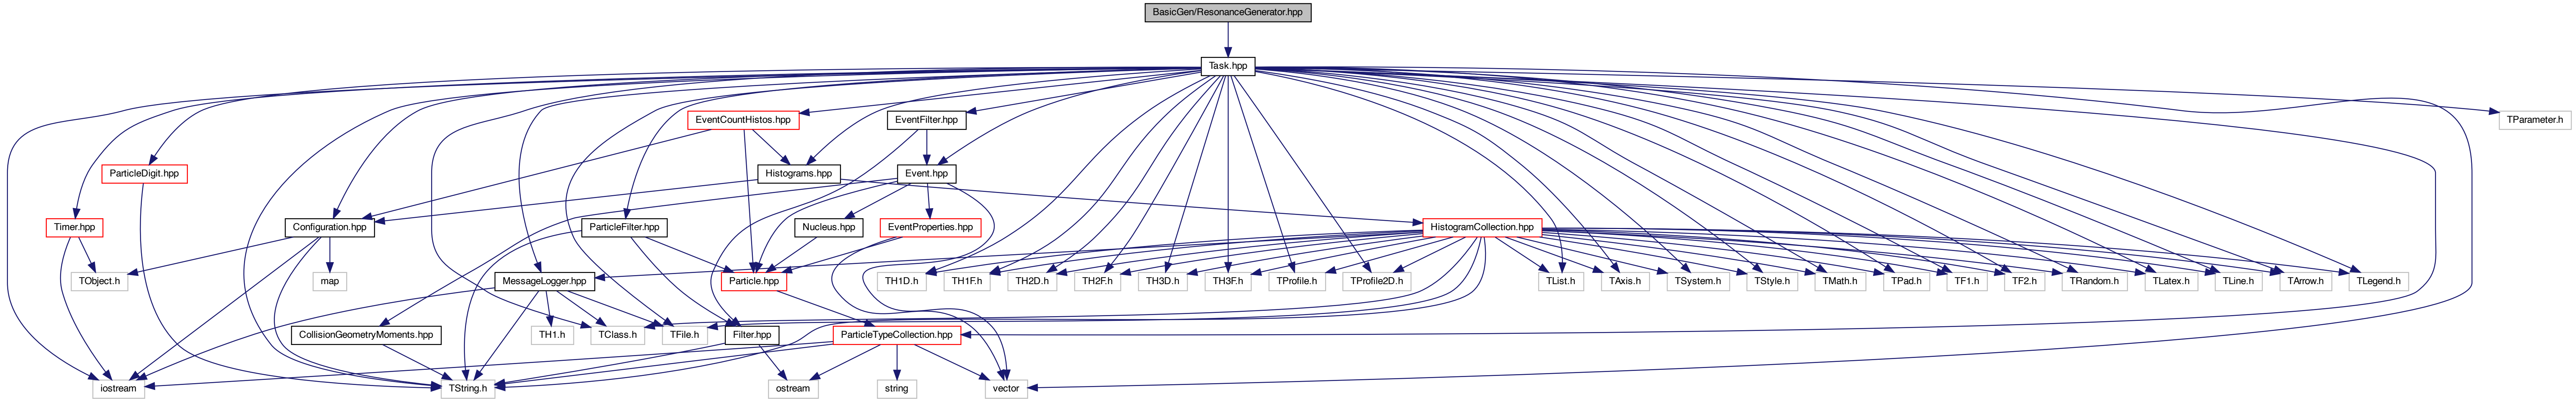 BasicGen/ResonanceGenerator.hpp
Task.hpp
EventCountHistos.hpp
EventFilter.hpp
TParameter.h
ParticleDigit.hpp
Histograms.hpp
Event.hpp
Timer.hpp
Configuration.hpp
ParticleFilter.hpp
Nucleus.hpp
EventProperties.hpp
HistogramCollection.hpp
TObject.h
map
MessageLogger.hpp
Particle.hpp
TH1D.h
TH1F.h
TH2D.h
TH2F.h
TH3D.h
TH3F.h
TProfile.h
TProfile2D.h
TList.h
TAxis.h
TSystem.h
TStyle.h
TMath.h
TPad.h
TF1.h
TF2.h
TRandom.h
TLatex.h
TLine.h
TArrow.h
TLegend.h
CollisionGeometryMoments.hpp
TH1.h
TClass.h
TFile.h
Filter.hpp
ParticleTypeCollection.hpp
iostream
TString.h
ostream
string
vector